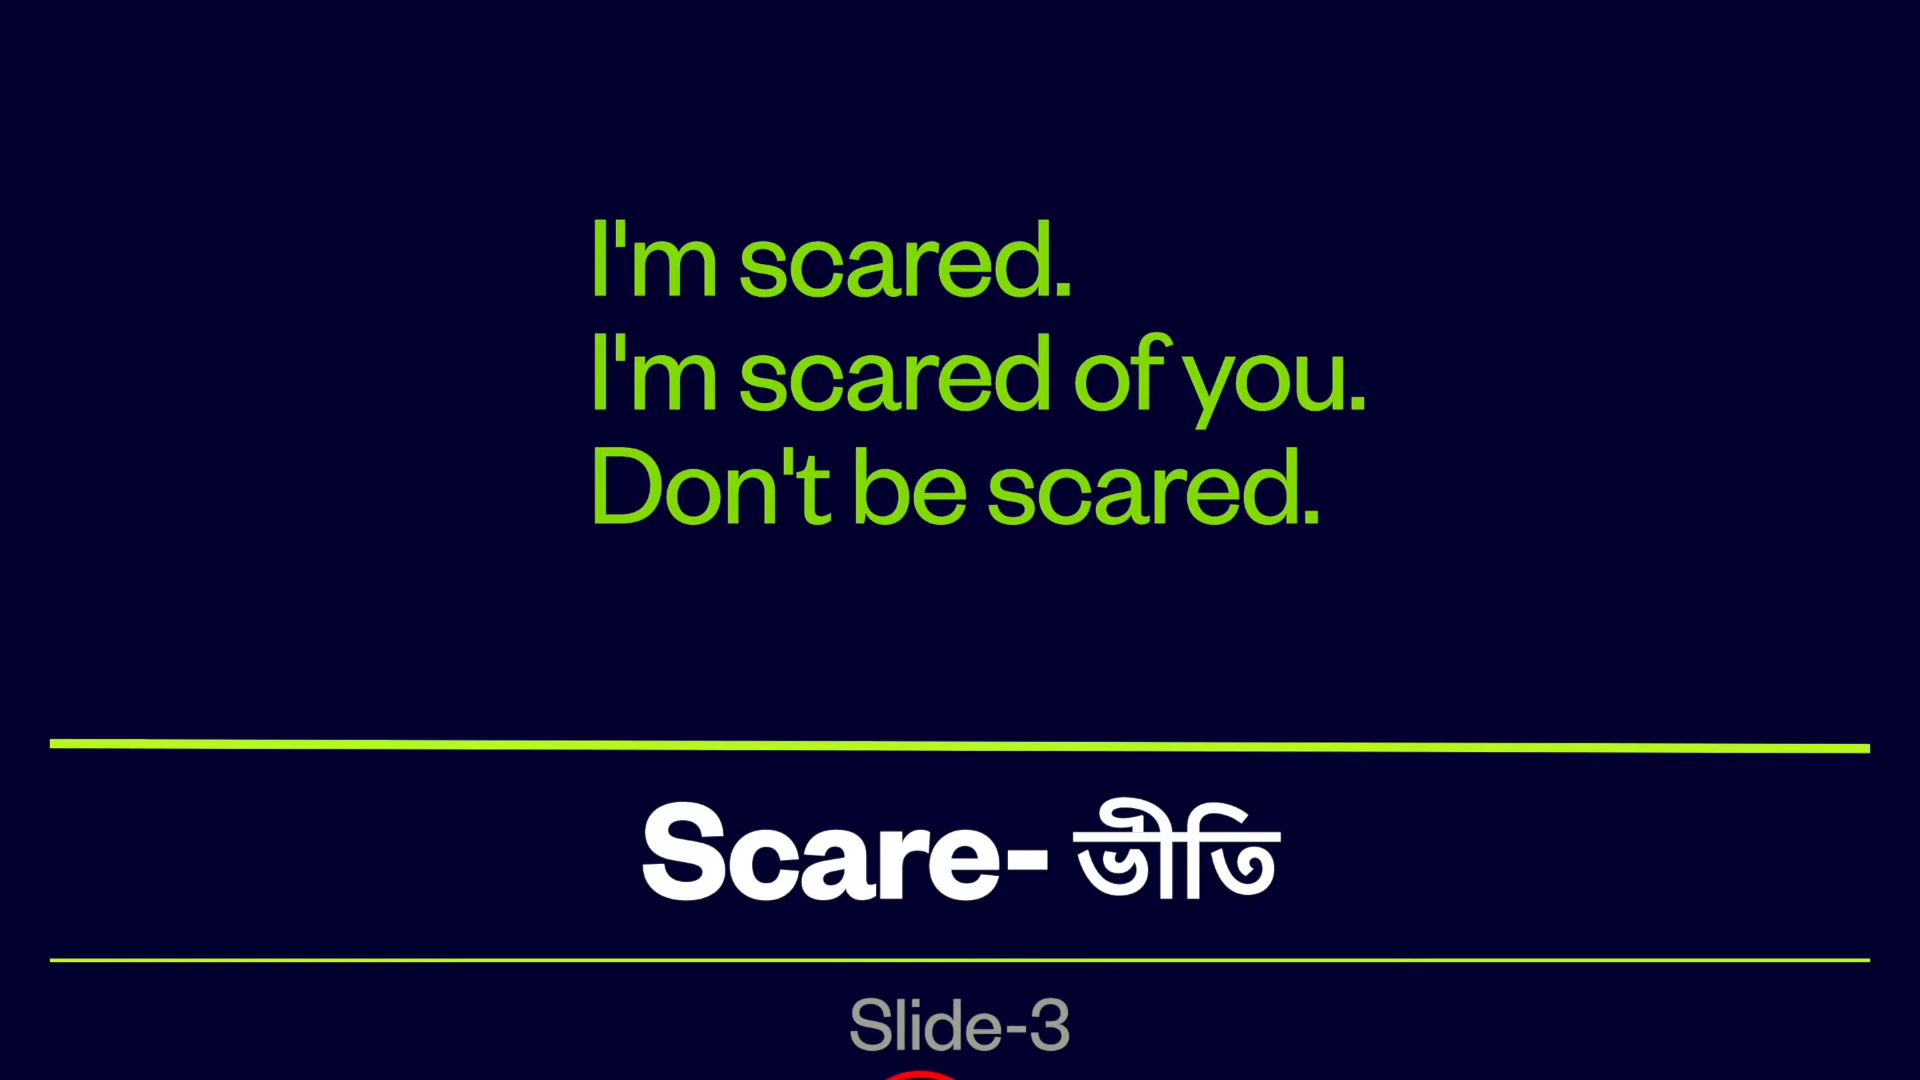 I'm scared.
I'm scared of you.
Don't be scared.
Scare- ভীতি
Slide-3